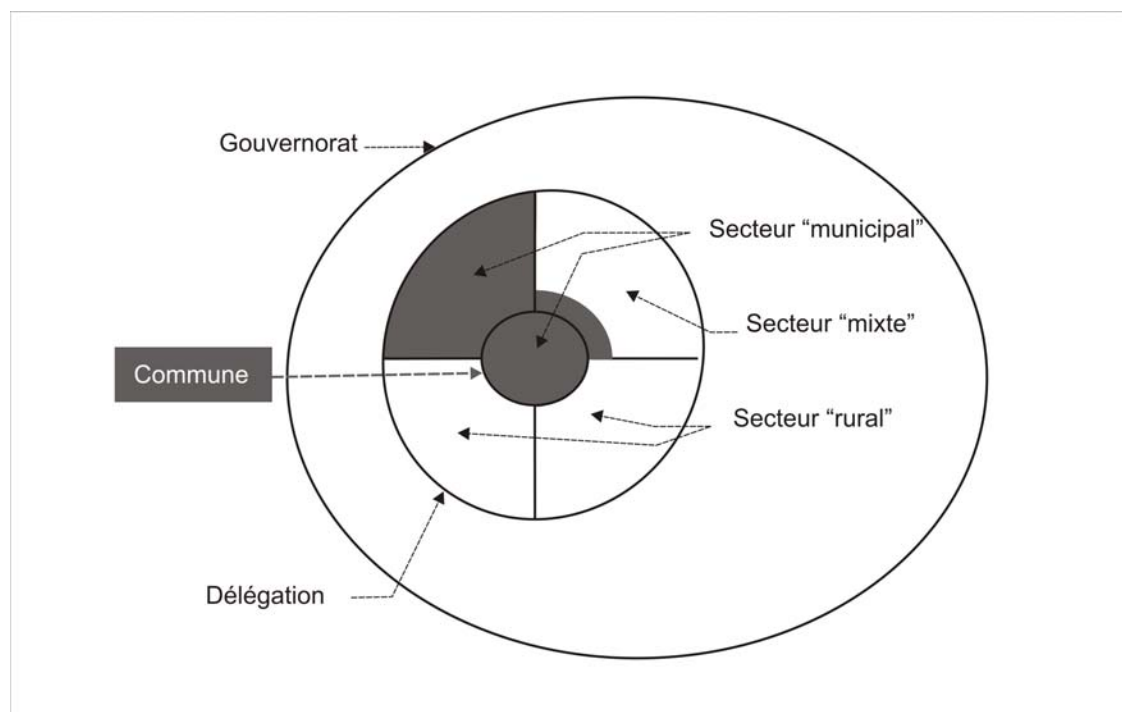 Gouvernorat
Secteur “municipal”
Secteur “mixte”
Commune
Secteur “rural”
Délégation